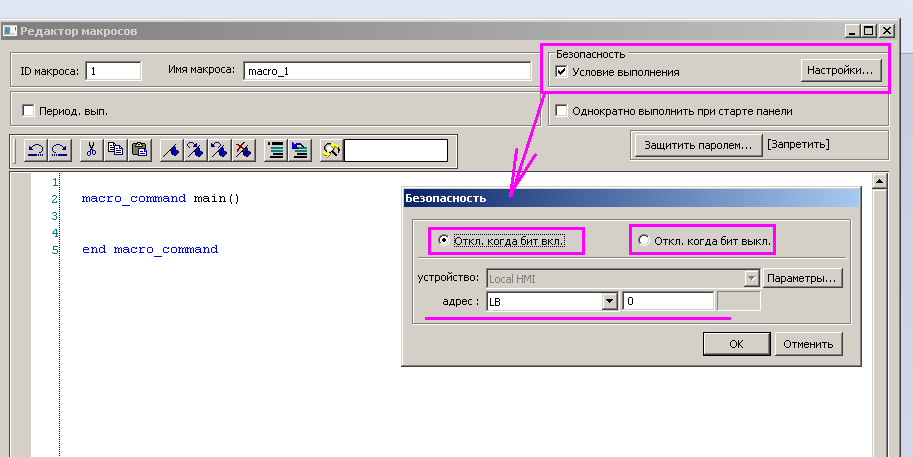 Редактор макросов
ID макроса: 1 Имя макроса: macro_1
Безопасность
Условие выполнения Настройки...
Период. вып. Однократно выполнить при старте панели
Защитить паролем... [Запретить]
1
2 macro_command main()
3
4
5 end macro_command
Безопасность
Откл. когда бит вкл. Откл. когда бит выкл.
устройство: Local HMI Параметры...
адрес : LB 0
OK Отменить